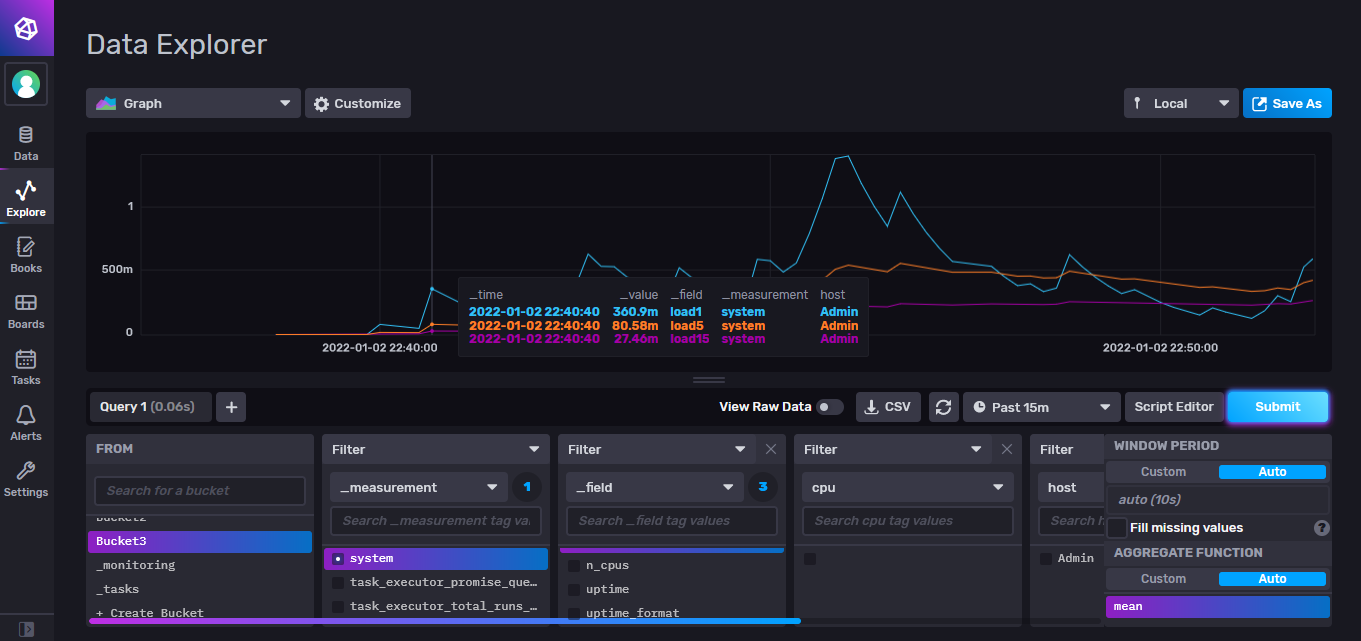 Data Explorer
Graph
Customize
Local
Save As
Data
Explore
Books
Boards
Tasks
Alerts
Settings
1
500m
0
2022-01-02 22:40:00
2022-01-02 22:50:00
_time _value _field _measurement host
2022-01-02 22:40:40 360.9m load1 system Admin
2022-01-02 22:40:40 80.58m load5 system Admin
2022-01-02 22:40:40 27.46m load15 system Admin
Query 1 (0.06s)
+
View Raw Data
CSV
Past 15m
Script Editor
Submit
FROM
Search for a bucket
Bucket2
Bucket3
_monitoring
_tasks
+ Create Bucket
Filter
_measurement
1
Search _measurement tag va
system
task_executor_promise_que…
task_executor_total_runs_…
Filter
_field
3
Search _field tag values
n_cpus
uptime
uptime_format
Filter
cpu
Search cpu tag values
Filter
host
Search h
Admin
WINDOW PERIOD
Custom Auto
auto (10s)
Fill missing values
?
AGGREGATE FUNCTION
Custom Auto
mean